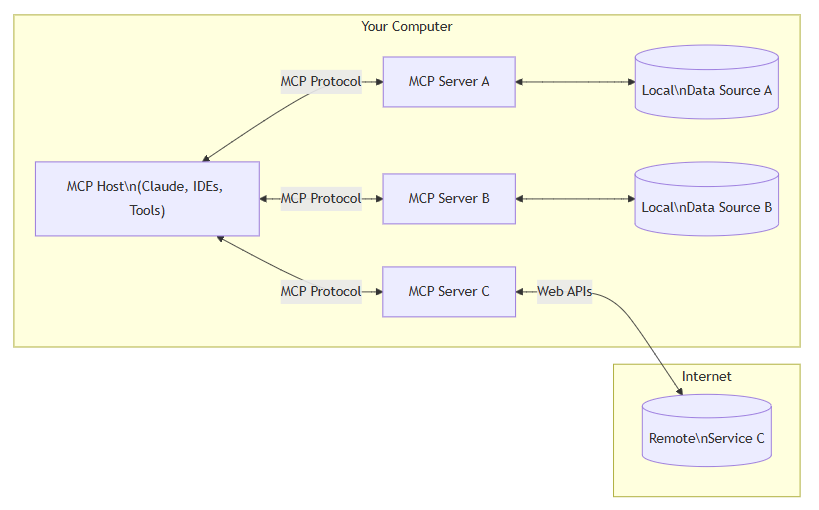 Your Computer
MCP Protocol
MCP Server A
Local\nData Source A
MCP Host\n(Claude, IDEs,
Tools)
MCP Protocol
MCP Server B
Local\nData Source B
MCP Protocol
MCP Server C
Web APIs
Internet
Remote\nService C